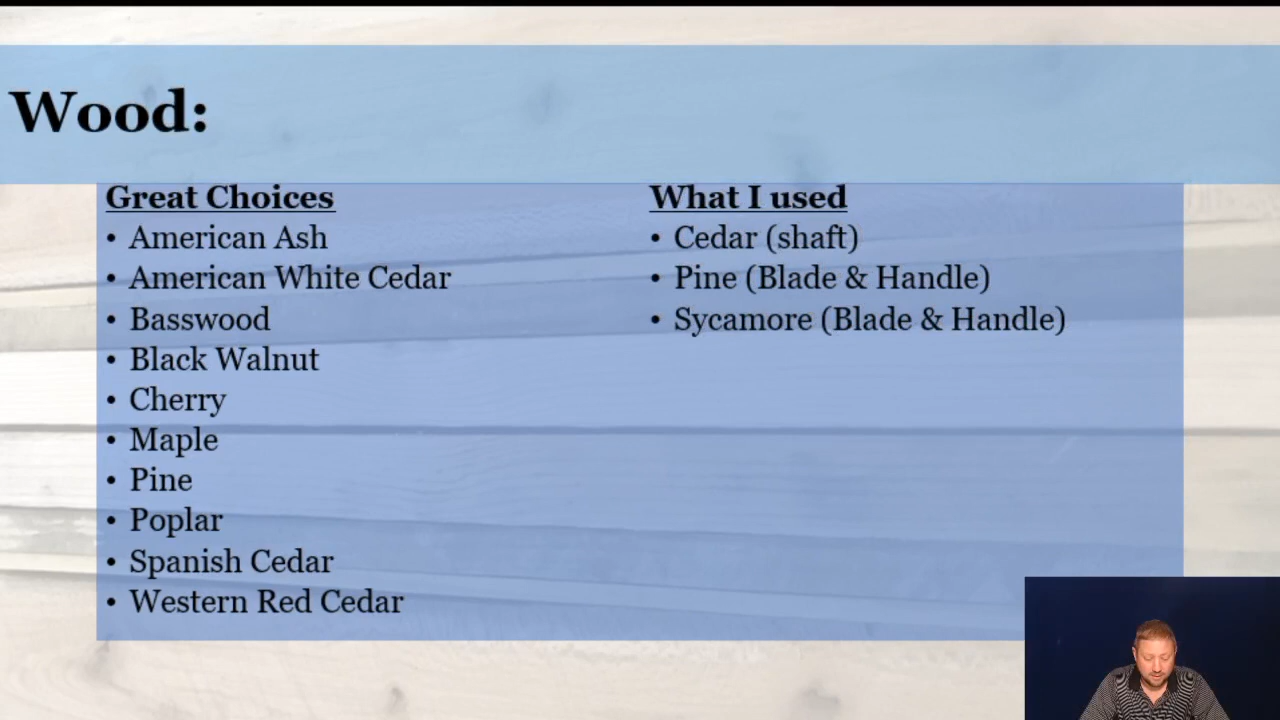 Wood:
Great Choices
• American Ash
• American White Cedar
• Basswood
• Black Walnut
• Cherry
• Maple
• Pine
• Poplar
• Spanish Cedar
• Western Red Cedar
What I used
• Cedar (shaft)
• Pine (Blade & Handle)
• Sycamore (Blade & Handle)